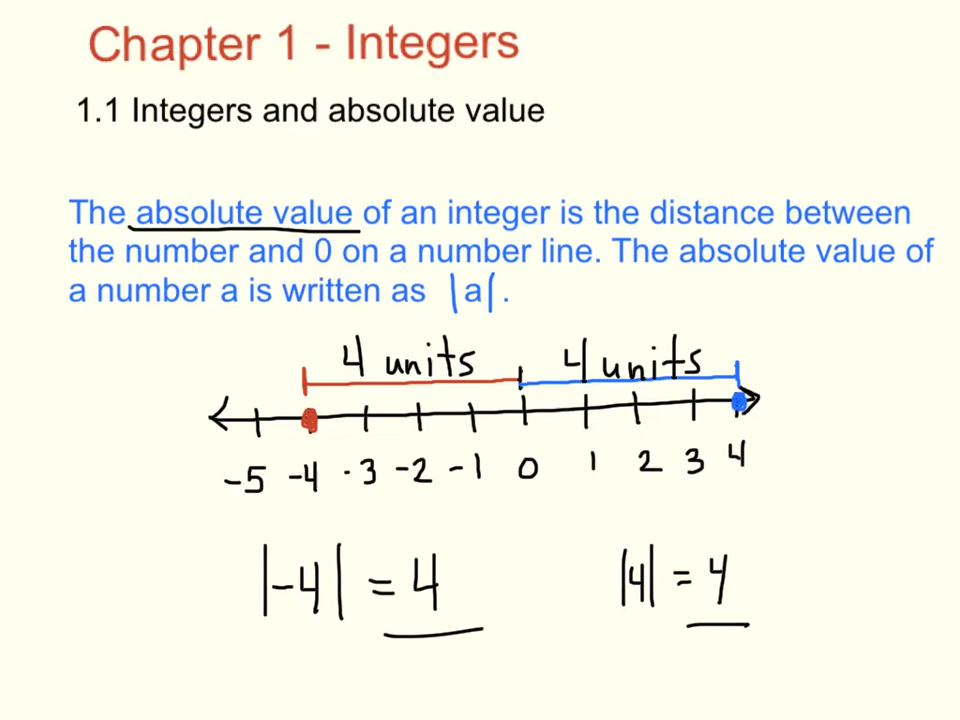 Chapter 1 - Integers
1.1 Integers and absolute value
The absolute value of an integer is the distance between
the number and 0 on a number line. The absolute value of
a number a is written as |a|.
4 units 4 units
-5 -4 -3 -2 -1 0 1 2 3 4
|-4| = 4 |4| = 4